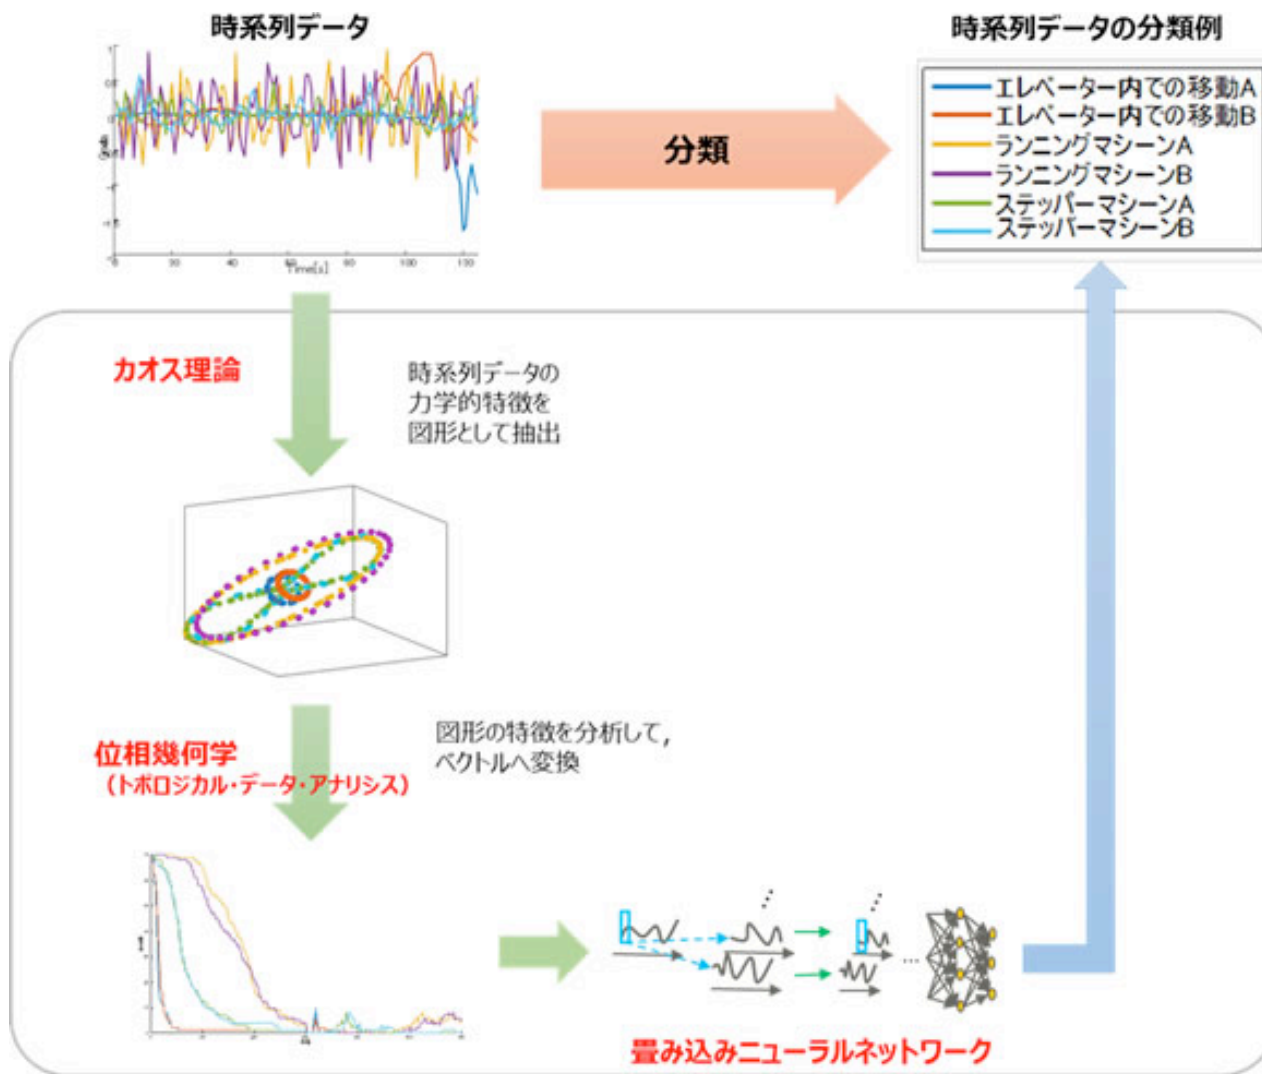 時系列データ
時系列データの分類例
エレベーター内での移動A
エレベーター内での移動B
ランニングマシーンA
ランニングマシーンB
ステッパーマシーンA
ステッパーマシーンB
分類
Time[s]
カオス理論
時系列データの
力学的特徴を
図形として抽出
位相幾何学
（トポロジカル・データ・アナリシス）
図形の特徴を分析して,
ベクトルへ変換
畳み込みニューラルネットワーク